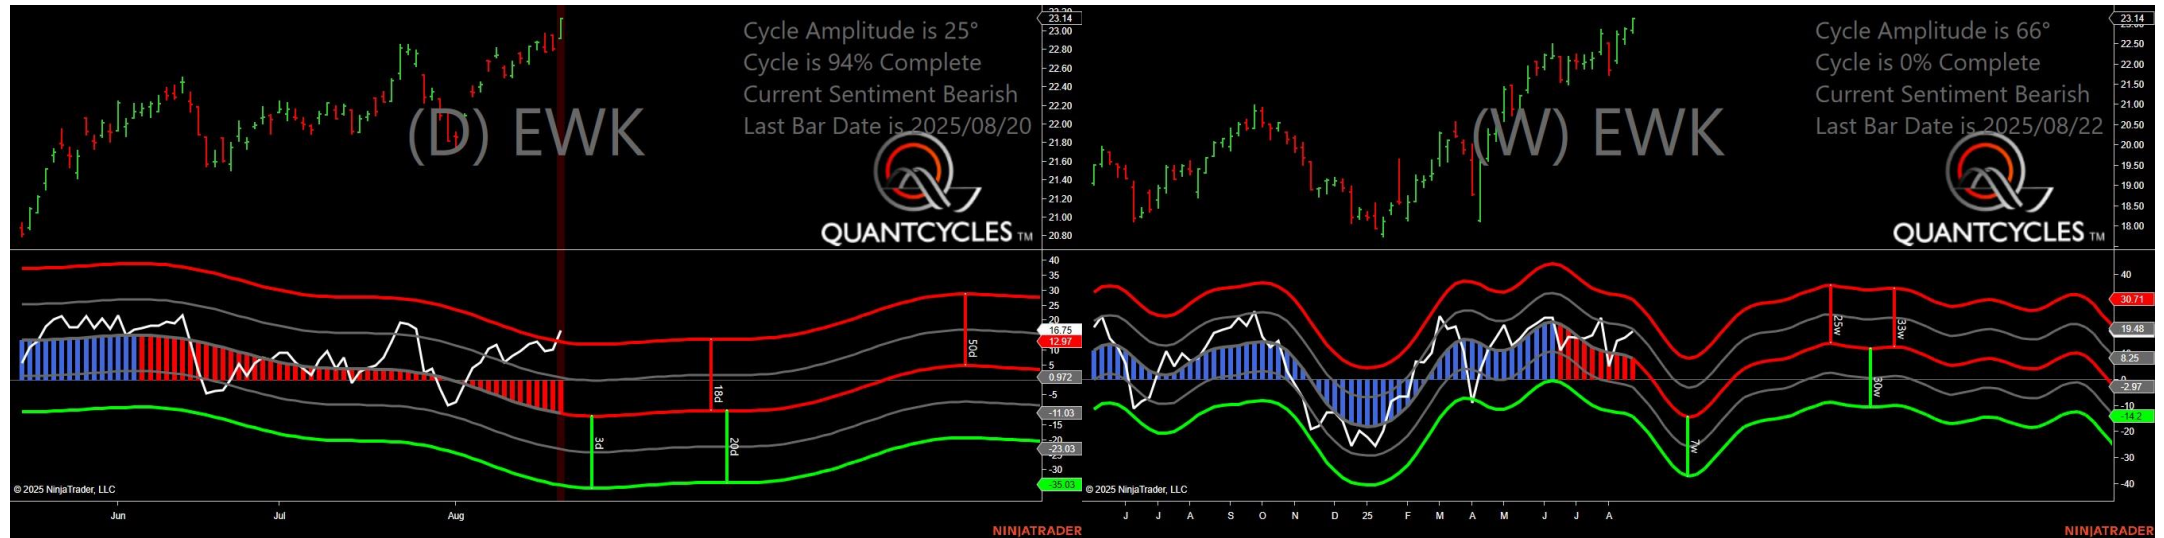 Cycle Amplitude is 25°
Cycle is 94% Complete
Current Sentiment Bearish
Last Bar Date is 2025/08/20
(D) EWK
QUANTCYCLES TM
23.14
23.00
22.80
22.60
22.40
22.20
22.00
21.80
21.60
21.40
21.20
21.00
20.80
40
35
30
25
20
16.75
12.97
10
5
0.972
-5
-11.03
-15
-20
-23.03
-30
-35.03
3d
18d
20d
50d
© 2025 NinjaTrader, LLC
Jun Jul Aug
NINJATRADER
Cycle Amplitude is 66°
Cycle is 0% Complete
Current Sentiment Bearish
Last Bar Date is 2025/08/22
(W) EWK
QUANTCYCLES TM
23.14
22.50
22.00
21.50
21.00
20.50
20.00
19.50
19.00
18.50
18.00
40
30.71
19.48
8.25
0
-2.97
-10
-14.2
-20
-30
-40
7w
25w
30w
33w
© 2025 NinjaTrader, LLC
J J A S O N D 25 F M A M J J A
NINJATRADER